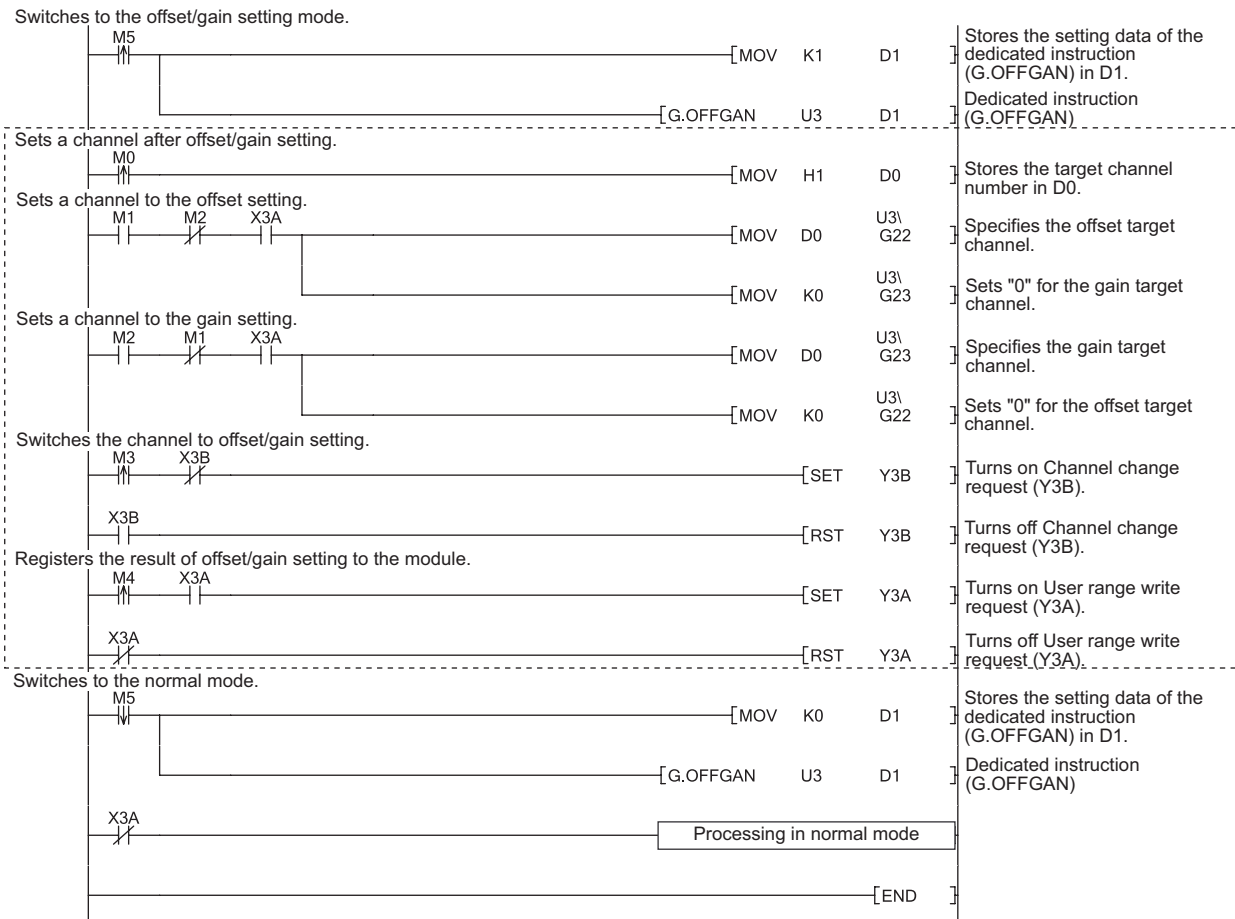 Switches to the offset/gain setting mode.
M5
MOV K1 D1
Stores the setting data of the
dedicated instruction
(G.OFFGAN) in D1.
G.OFFGAN U3 D1
Dedicated instruction
(G.OFFGAN)
Sets a channel after offset/gain setting.
M0
MOV H1 D0
Stores the target channel
number in D0.
Sets a channel to the offset setting.
M1 M2 X3A
MOV D0 U3\
G22
Specifies the offset target
channel.
MOV K0 U3\
G23
Sets "0" for the gain target
channel.
Sets a channel to the gain setting.
M2 M1 X3A
MOV D0 U3\
G23
Specifies the gain target
channel.
MOV K0 U3\
G22
Sets "0" for the offset target
channel.
Switches the channel to offset/gain setting.
M3 X3B
SET Y3B
Turns on Channel change
request (Y3B).
X3B
RST Y3B
Turns off Channel change
request (Y3B).
Registers the result of offset/gain setting to the module.
M4 X3A
SET Y3A
Turns on User range write
request (Y3A).
X3A
RST Y3A
Turns off User range write
request (Y3A).
Switches to the normal mode.
M5
MOV K0 D1
Stores the setting data of the
dedicated instruction
(G.OFFGAN) in D1.
G.OFFGAN U3 D1
Dedicated instruction
(G.OFFGAN)
X3A
Processing in normal mode
END